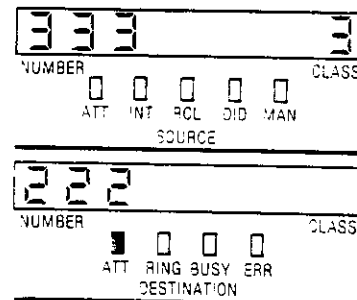 333 3
NUMBER CLASS
ATT INT RCL DID MAN
SOURCE
222
NUMBER CLASS
ATT RING BUSY ERR
DESTINATION